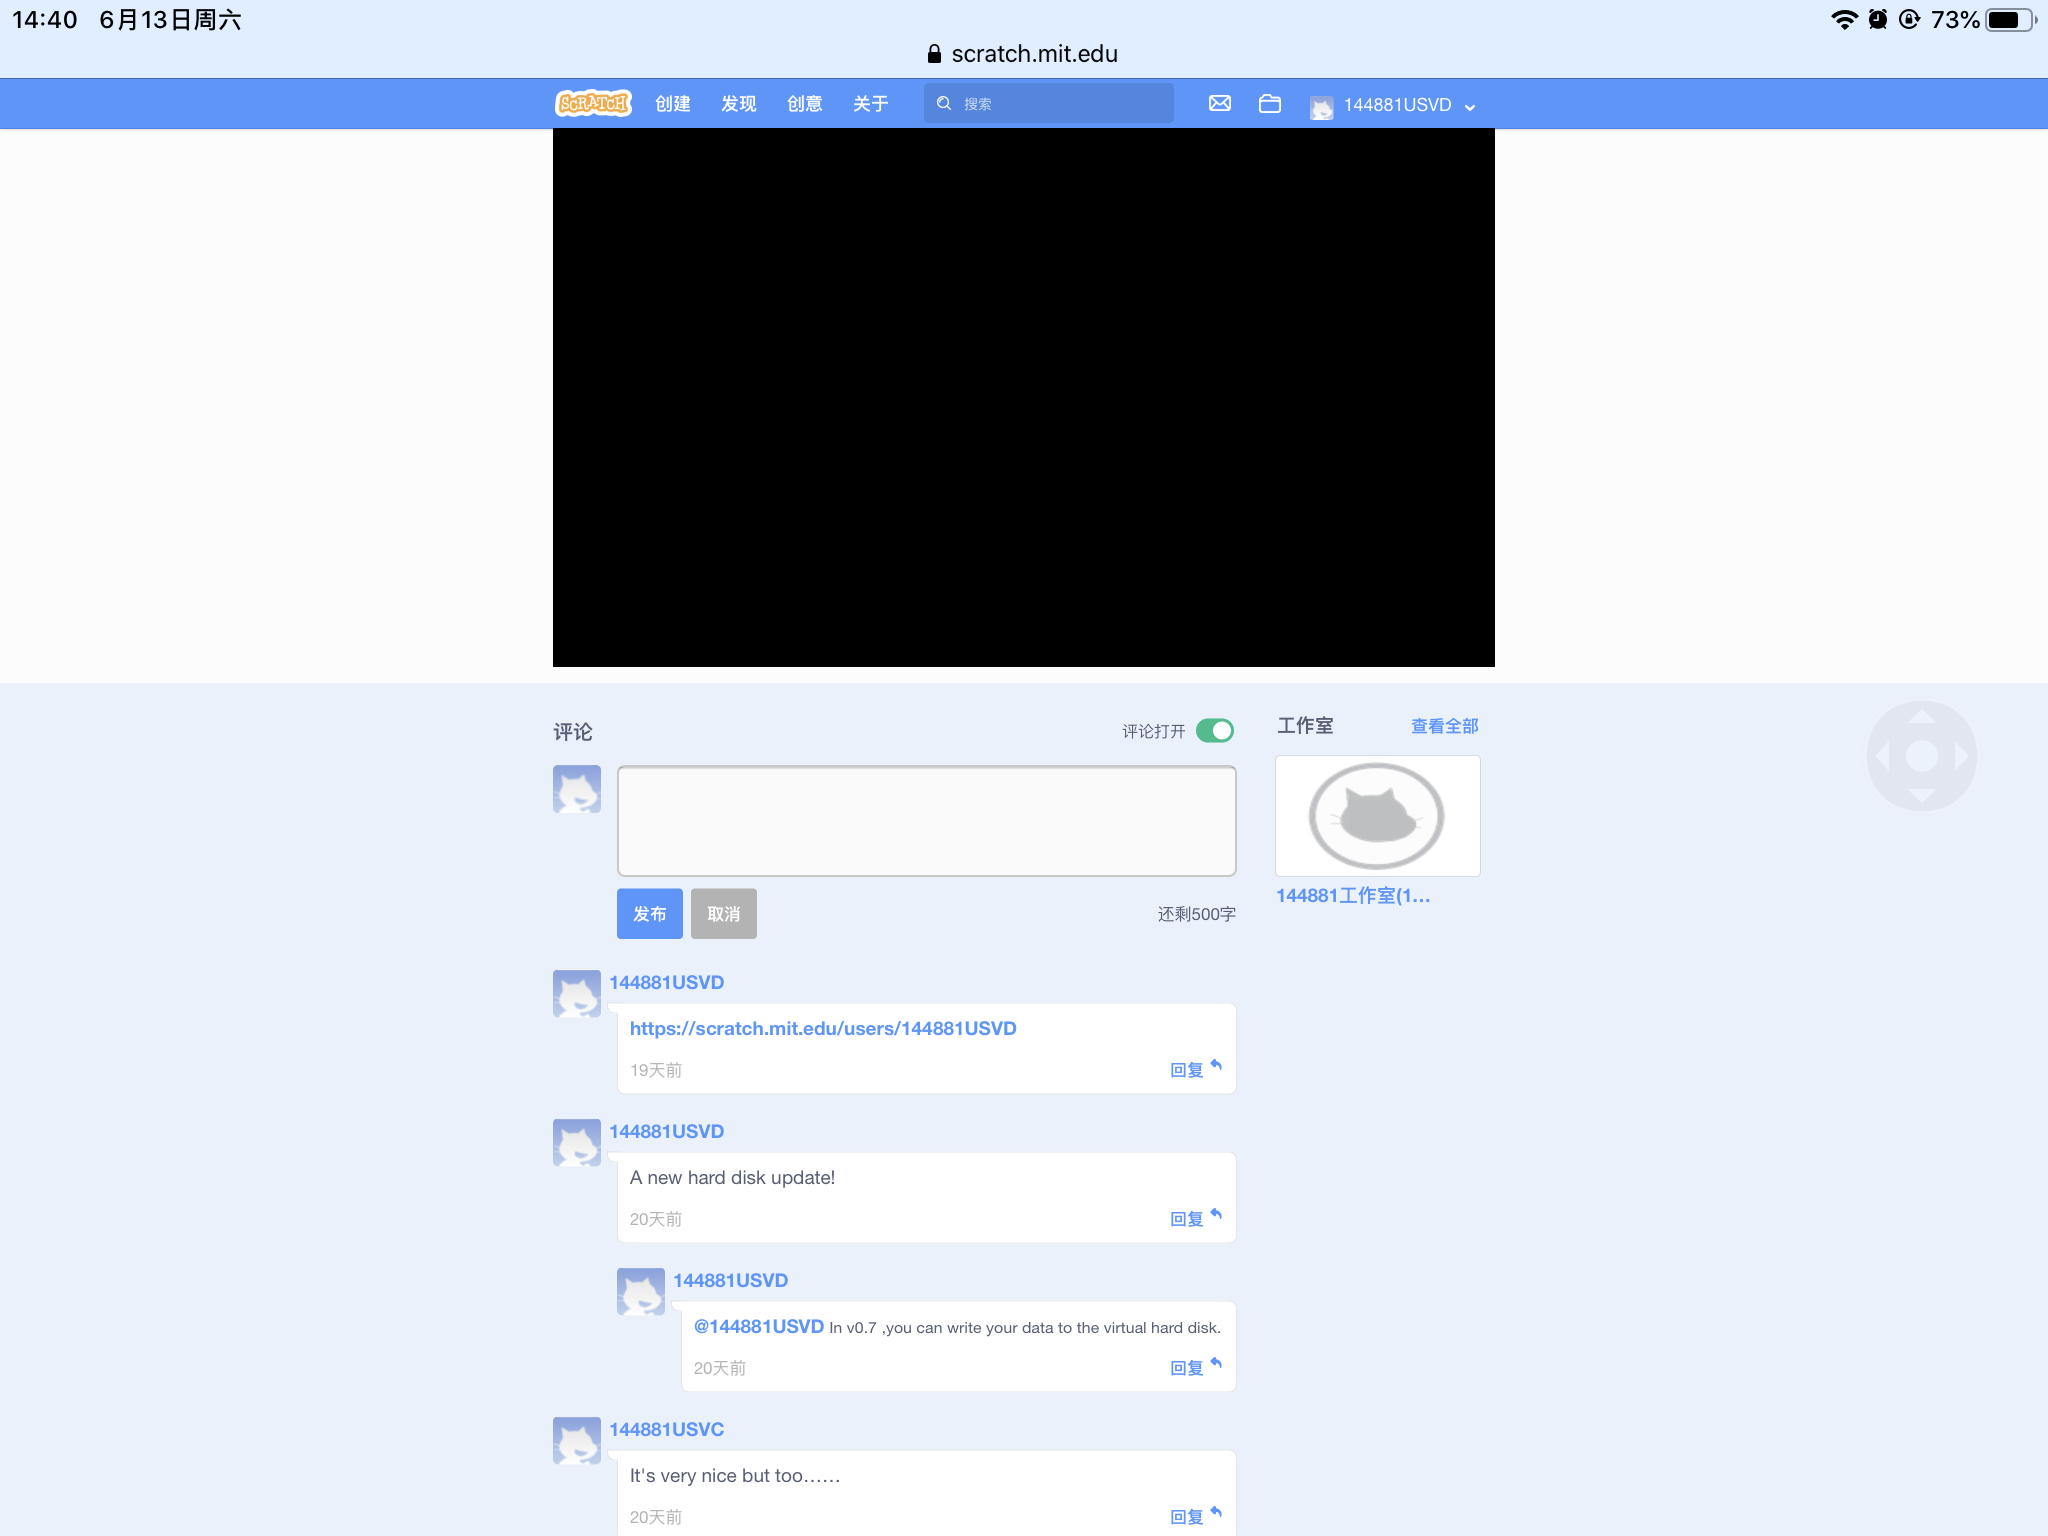 14:40 6月13日周六 73%
scratch.mit.edu
SCRATCH 创建 发现 创意 关于 搜索 144881USVD
评论 评论打开
工作室 查看全部
144881工作室(1...
发布 取消 还剩500字
144881USVD
https://scratch.mit.edu/users/144881USVD
19天前 回复
144881USVD
A new hard disk update!
20天前 回复
144881USVD
@144881USVD In v0.7 ,you can write your data to the virtual hard disk.
20天前 回复
144881USVC
It's very nice but too......
20天前 回复